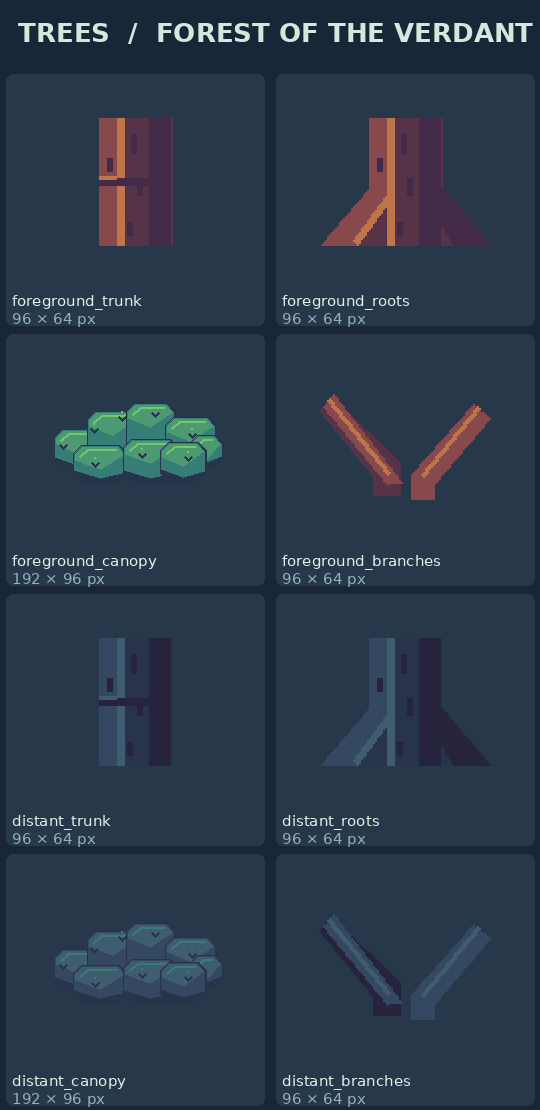 TREES / FOREST OF THE VERDANT
foreground_trunk
96 × 64 px
foreground_roots
96 × 64 px
foreground_canopy
192 × 96 px
foreground_branches
96 × 64 px
distant_trunk
96 × 64 px
distant_roots
96 × 64 px
distant_canopy
192 × 96 px
distant_branches
96 × 64 px